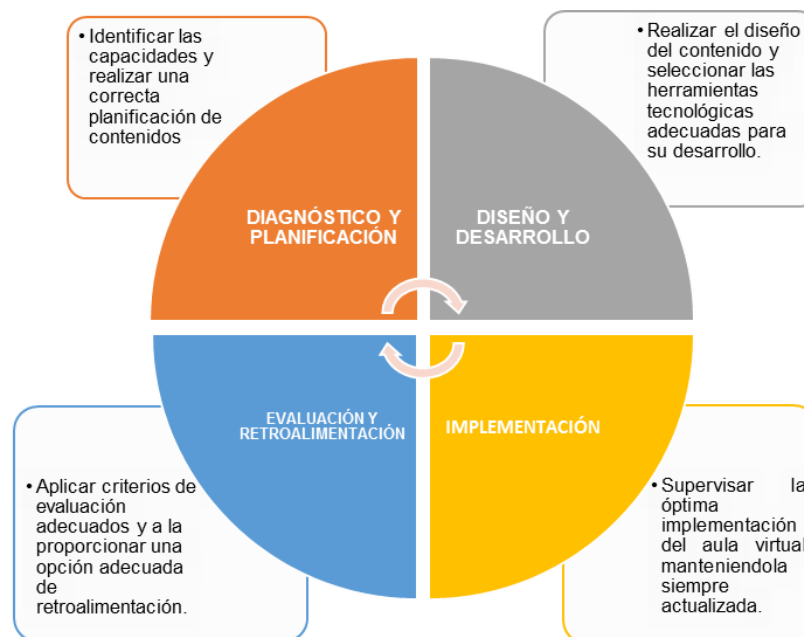 • Identificar las
capacidades y
realizar una
correcta
planificación de
contenidos
• Realizar el diseño
del contenido y
seleccionar las
herramientas
tecnológicas
adecuadas para
su desarrollo.
DIAGNÓSTICO Y
PLANIFICACIÓN
DISEÑO Y
DESARROLLO
EVALUACIÓN Y
RETROALIMENTACIÓN
IMPLEMENTACIÓN
• Aplicar criterios de
evaluación
adecuados y a la
proporcionar una
opción adecuada
de
retroalimentación.
• Supervisar la
óptima
implementación
del aula virtual
manteniendola
siempre
actualizada.